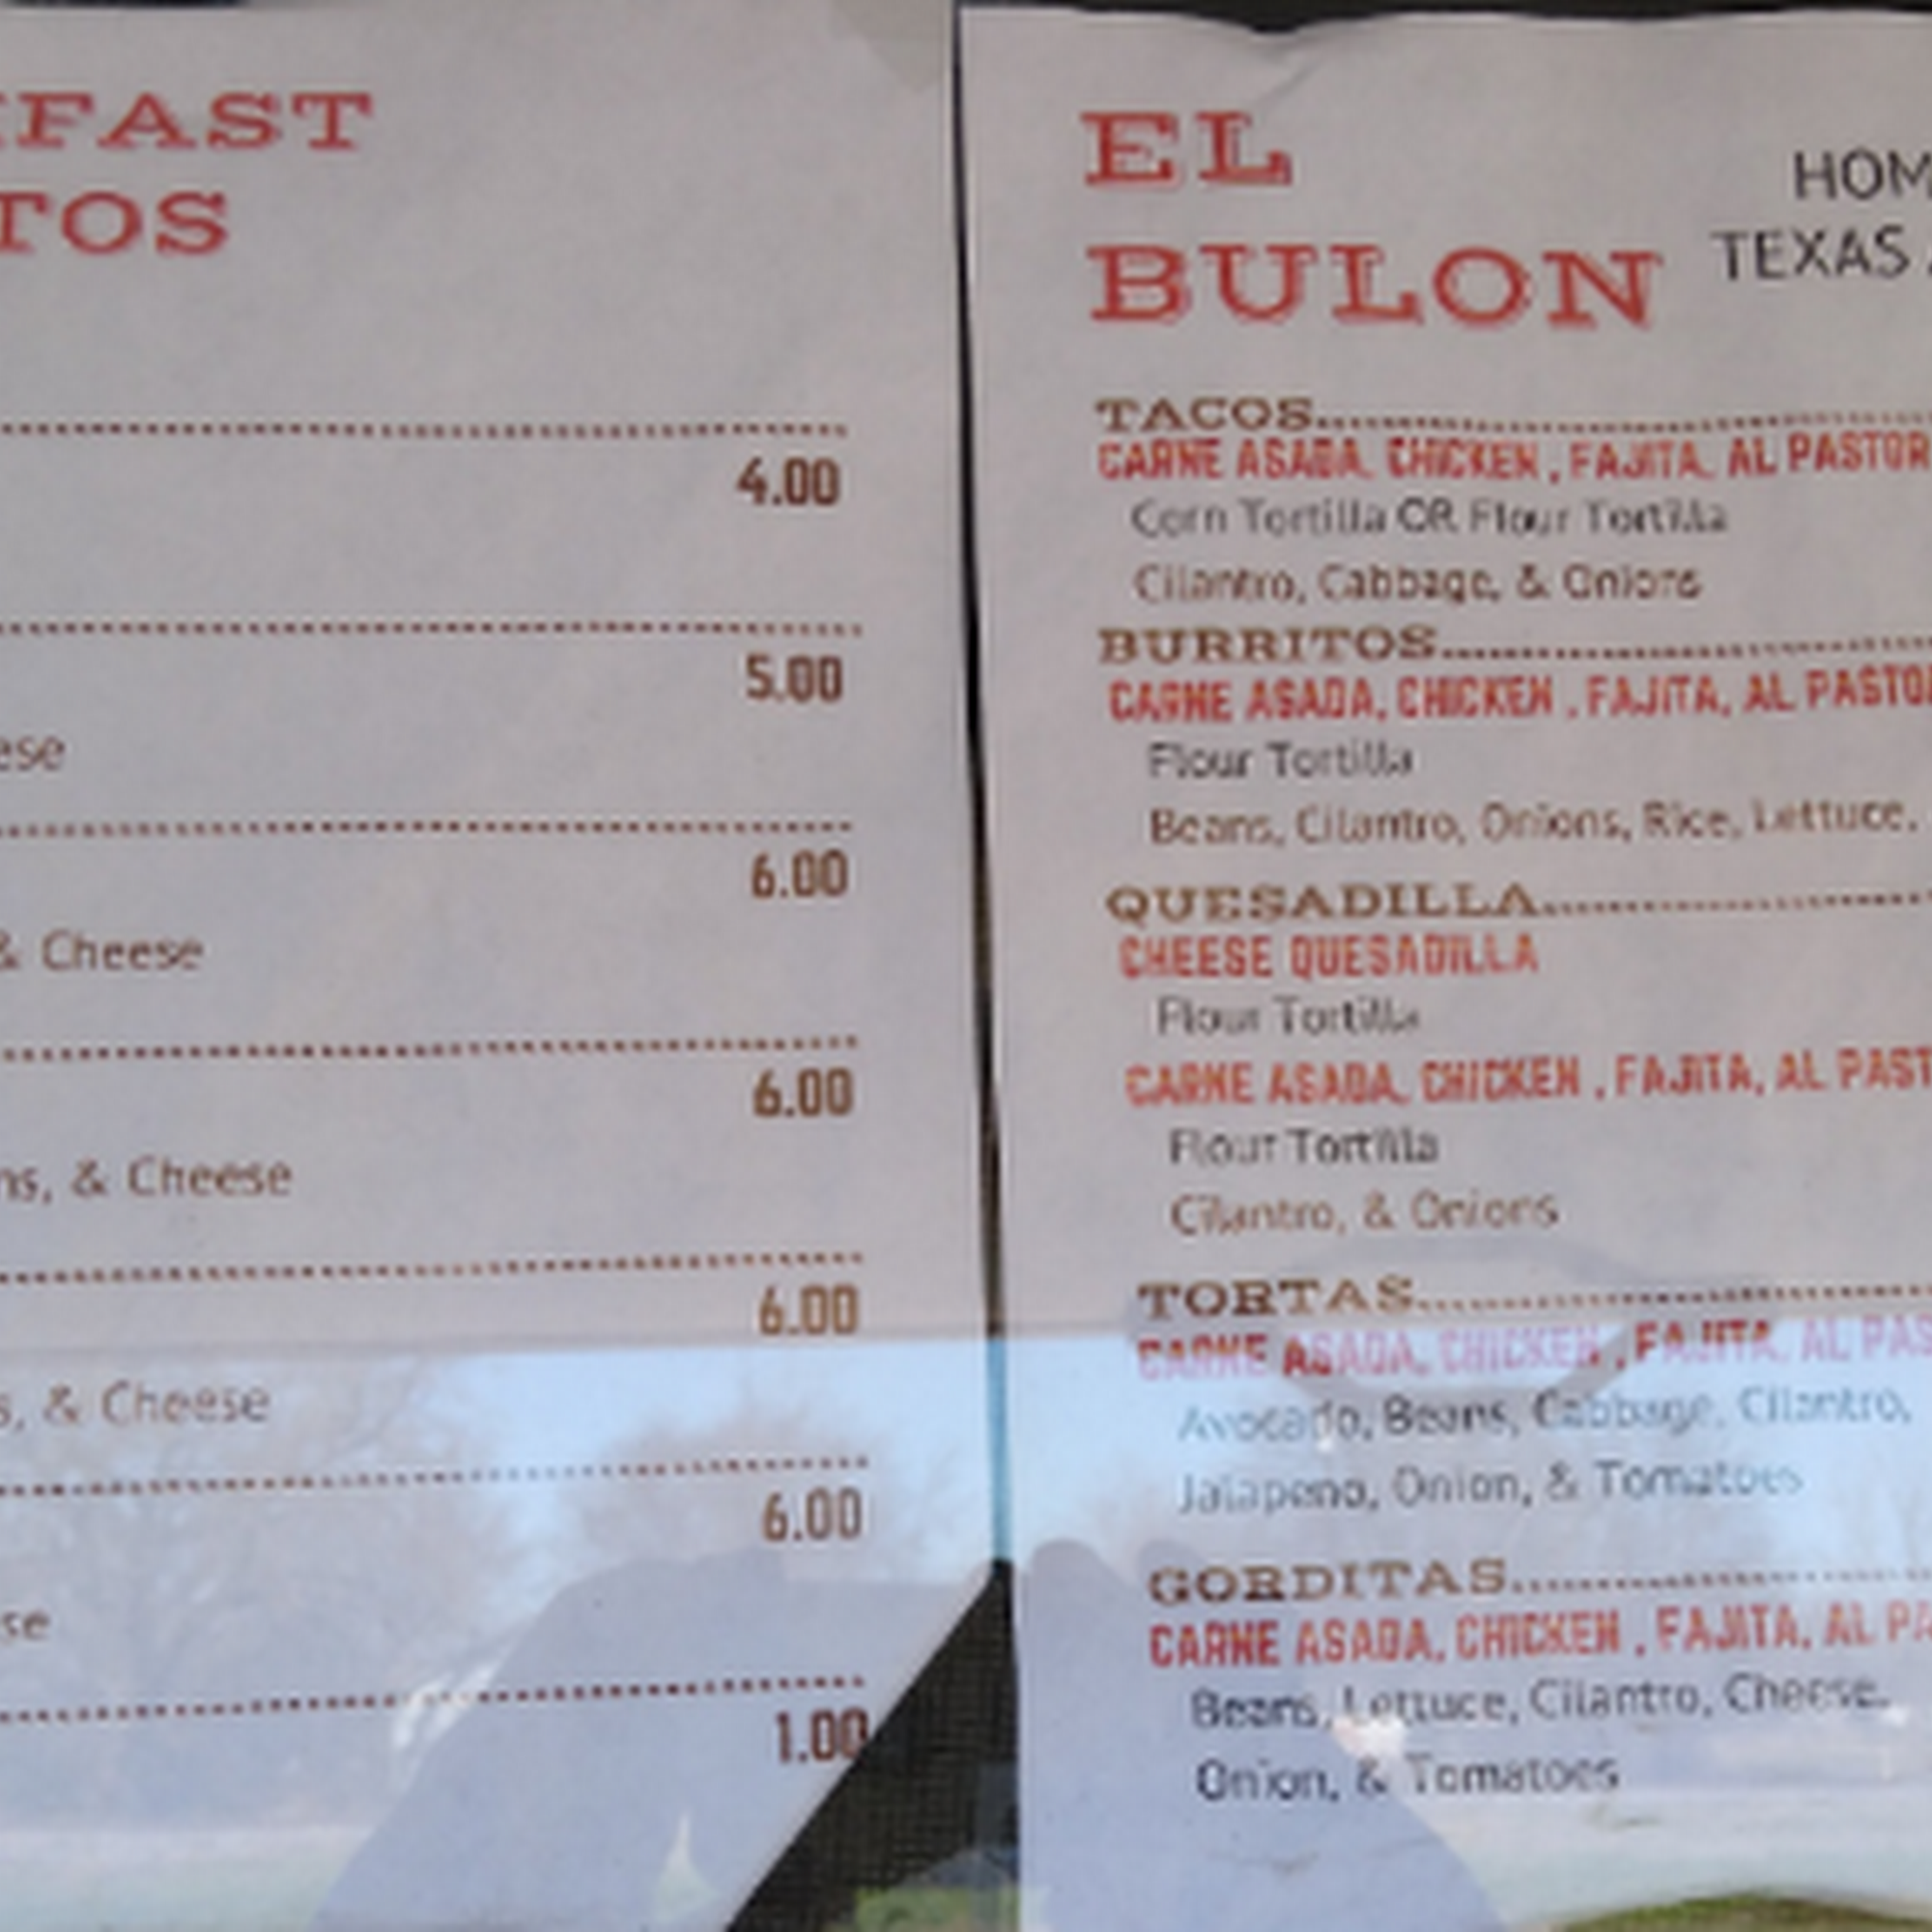 FAST
TOS
4.00
5.00
ese
6.00
& Cheese
6.00
ns, & Cheese
6.00
s, & Cheese
6.00
se
1.00
EL
BULON
HOM
TEXAS
TACOS
CARNE ASADA, CHICKEN , FAJITA, AL PASTOR
Corn Tortilla OR Flour Tortilla
Cilantro, Cabbage, & Onions
BURRITOS
CARNE ASADA, CHICKEN , FAJITA, AL PASTO
Flour Tortilla
Beans, Cilantro, Onions, Rice, Lettuce,
QUESADILLA
CHEESE QUESADILLA
Flour Tortilla
CARNE ASADA, CHICKEN , FAJITA, AL PAST
Flour Tortilla
Cilantro, & Onions
TORTAS
CARNE ASADA, CHICKEN , FAJITA, AL PAS
Avocado, Beans, Cabbage, Cilantro,
Jalapeno, Onion, & Tomatoes
GORDITAS
CARNE ASADA, CHICKEN , FAJITA, AL PA
Beans, Lettuce, Cilantro, Cheese,
Onion, & Tomatoes